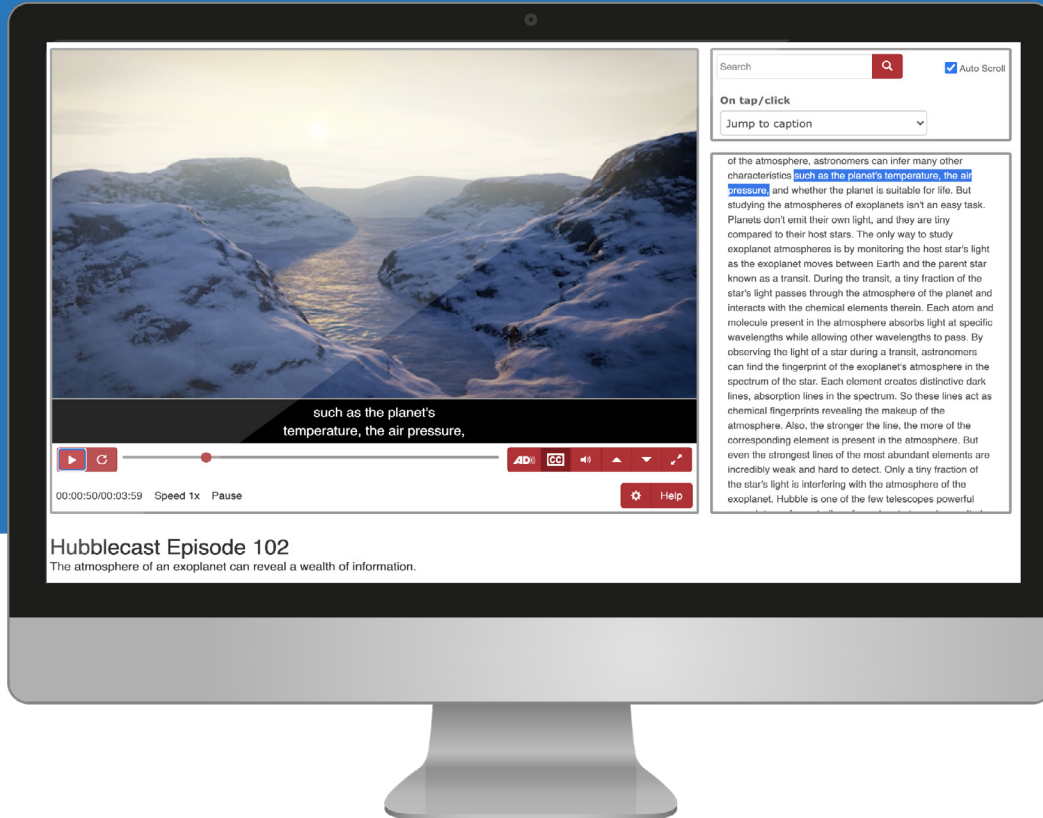 such as the planet's
temperature, the air pressure,
AD))
CC
00:00:50/00:03:59 Speed 1x Pause
Help
Hubblecast Episode 102
The atmosphere of an exoplanet can reveal a wealth of information.
Search
Auto Scroll
On tap/click
Jump to caption
of the atmosphere, astronomers can infer many other
characteristics such as the planet's temperature, the air
pressure, and whether the planet is suitable for life. But
studying the atmospheres of exoplanets isn't an easy task.
Planets don't emit their own light, and they are tiny
compared to their host stars. The only way to study
exoplanet atmospheres is by monitoring the host star's light
as the exoplanet moves between Earth and the parent star
known as a transit. During the transit, a tiny fraction of the
star's light passes through the atmosphere of the planet and
interacts with the chemical elements therein. Each atom and
molecule present in the atmosphere absorbs light at specific
wavelengths while allowing other wavelengths to pass. By
observing the light of a star during a transit, astronomers
can find the fingerprint of the exoplanet's atmosphere in the
spectrum of the star. Each element creates distinctive dark
lines, absorption lines in the spectrum. So these lines act as
chemical fingerprints revealing the makeup of the
atmosphere. Also, the stronger the line, the more of the
corresponding element is present in the atmosphere. But
even the strongest lines of the most abundant elements are
incredibly weak and hard to detect. Only a tiny fraction of
the star's light is interfering with the atmosphere of the
exoplanet. Hubble is one of the few telescopes powerful